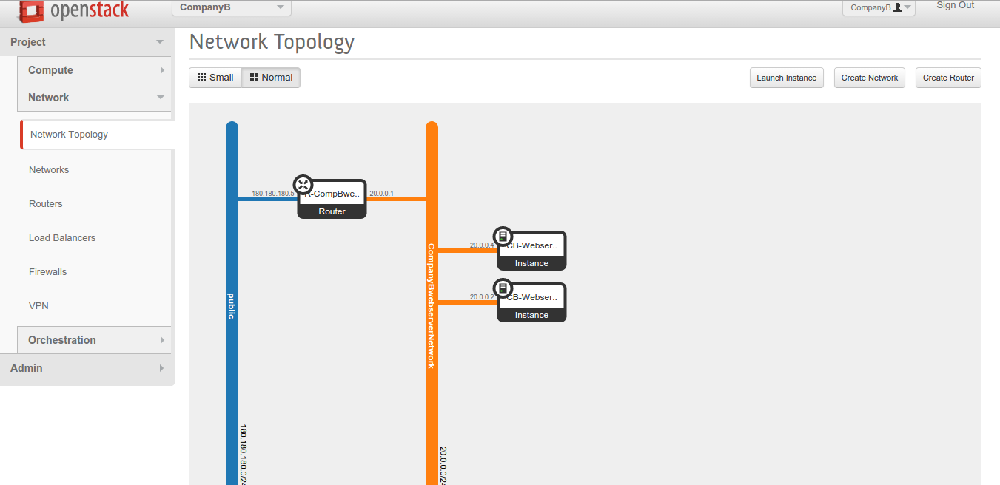 openstack
CompanyB
CompanyB
Sign Out
Project
Compute
Network
Network Topology
Networks
Routers
Load Balancers
Firewalls
VPN
Orchestration
Admin
Network Topology
Small
Normal
Launch Instance
Create Network
Create Router
public
180.180.180.0/24
180.180.180.5
R-CompBwe..
Router
20.0.0.1
CompanyBwebserverNetwork
20.0.0.0/24
20.0.0.4
CB-Webser..
Instance
20.0.0.2
CB-Webser..
Instance